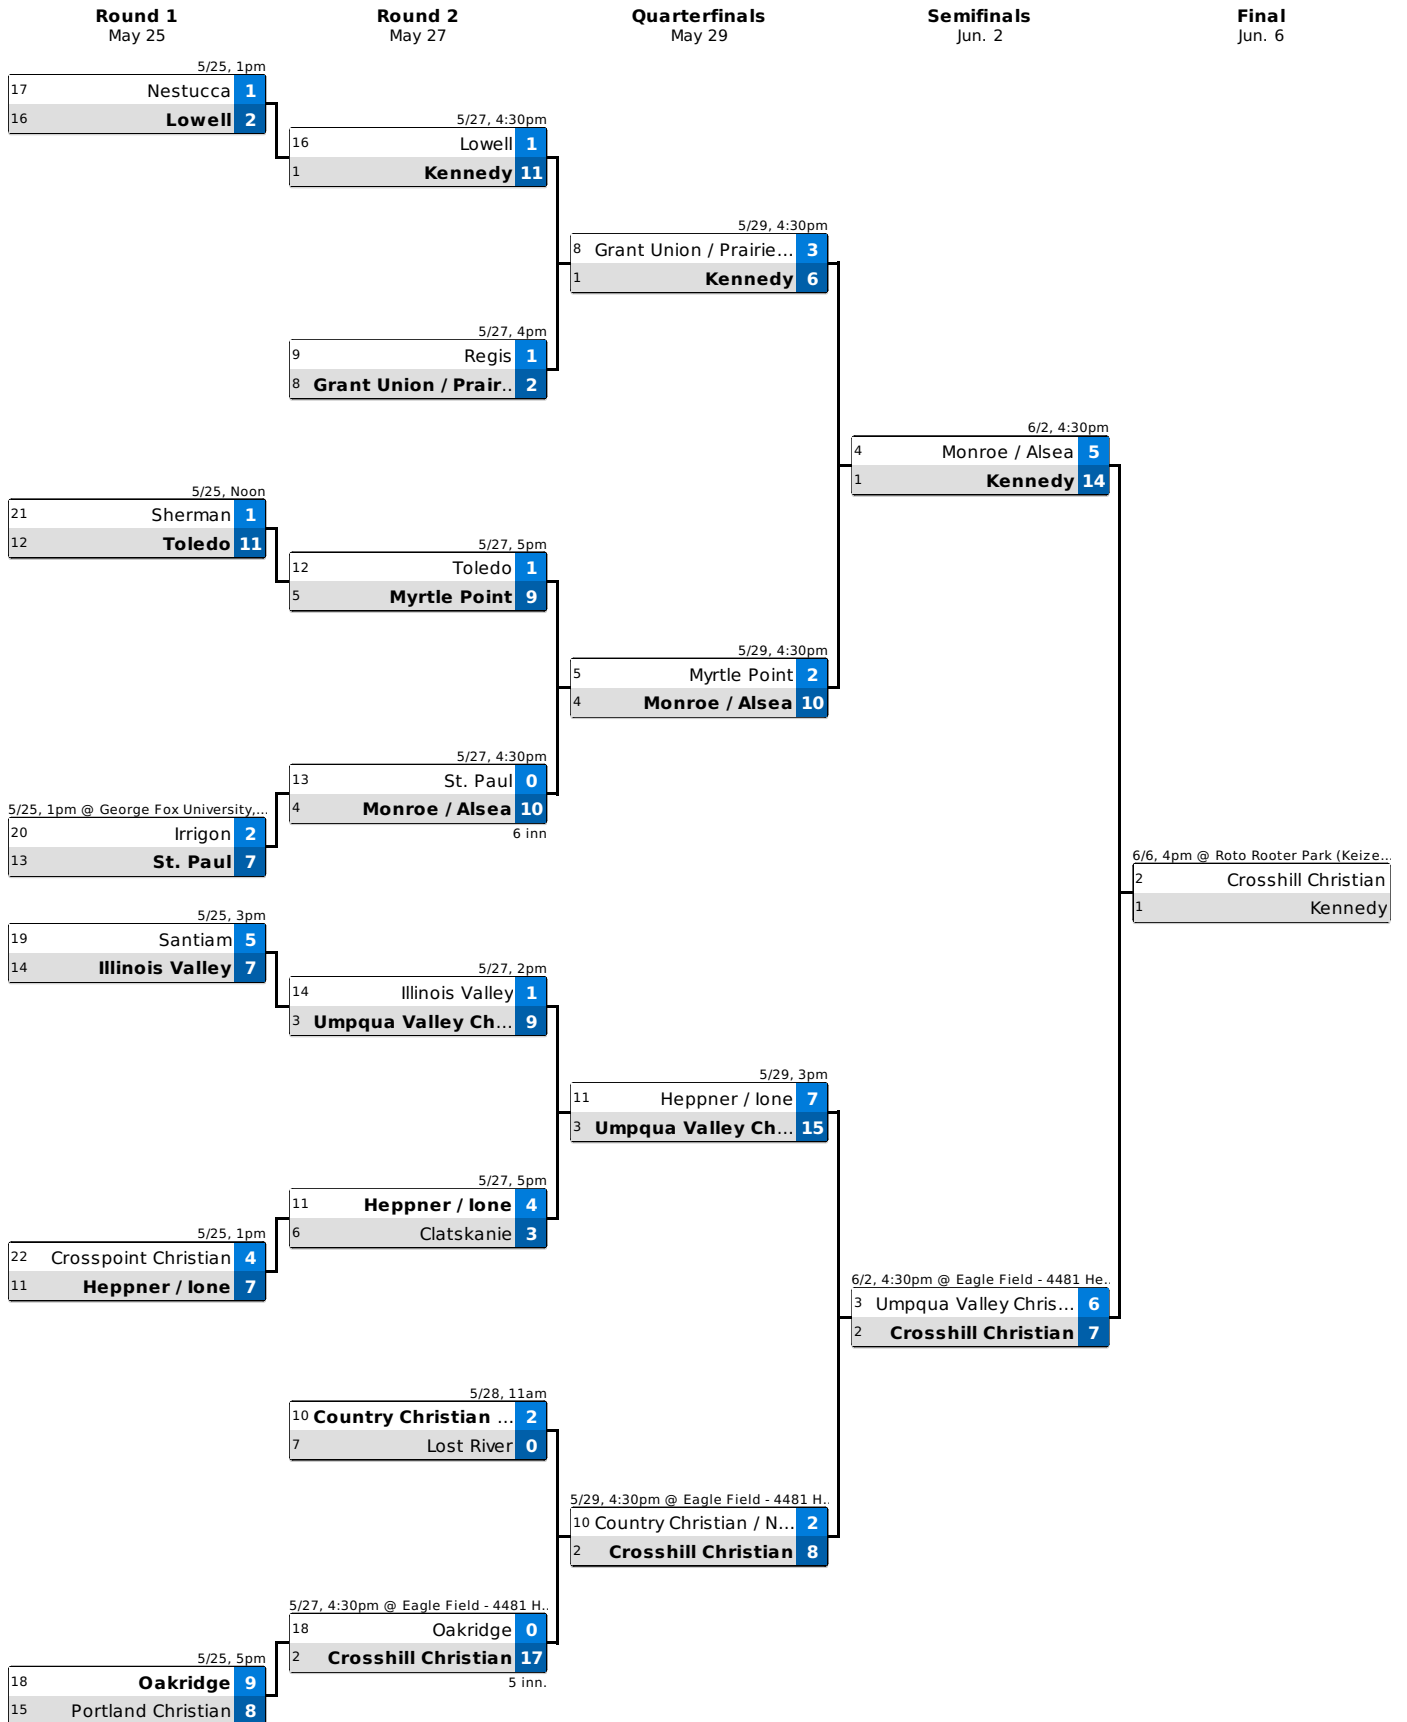 Round 1
May 25
Round 2
May 27
Quarterfinals
May 29
Semifinals
Jun. 2
Final
Jun. 6
5/25, 1pm
17 Nestucca 1
16 Lowell 2
5/25, Noon
21 Sherman 1
12 Toledo 11
5/25, 1pm @ George Fox University,...
20 Irrigon 2
13 St. Paul 7
5/25, 3pm
19 Santiam 5
14 Illinois Valley 7
5/25, 1pm
22 Crosspoint Christian 4
11 Heppner / Ione 7
5/25, 5pm
18 Oakridge 9
15 Portland Christian 8
5/27, 4:30pm
16 Lowell 1
1 Kennedy 11
5/27, 4pm
9 Regis 1
8 Grant Union / Prair.. 2
5/27, 5pm
12 Toledo 1
5 Myrtle Point 9
5/27, 4:30pm
13 St. Paul 0
4 Monroe / Alsea 10
6 inn
5/27, 2pm
14 Illinois Valley 1
3 Umpqua Valley Ch... 9
5/27, 5pm
11 Heppner / Ione 4
6 Clatskanie 3
5/28, 11am
10 Country Christian ... 2
7 Lost River 0
5/27, 4:30pm @ Eagle Field - 4481 H..
18 Oakridge 0
2 Crosshill Christian 17
5 inn.
5/29, 4:30pm
8 Grant Union / Prairie... 3
1 Kennedy 6
5/29, 4:30pm
5 Myrtle Point 2
4 Monroe / Alsea 10
5/29, 3pm
11 Heppner / Ione 7
3 Umpqua Valley Ch... 15
5/29, 4:30pm @ Eagle Field - 4481 H..
10 Country Christian / N... 2
2 Crosshill Christian 8
6/2, 4:30pm
4 Monroe / Alsea 5
1 Kennedy 14
6/2, 4:30pm @ Eagle Field - 4481 He..
3 Umpqua Valley Chris... 6
2 Crosshill Christian 7
6/6, 4pm @ Roto Rooter Park (Keize...
2 Crosshill Christian
1 Kennedy